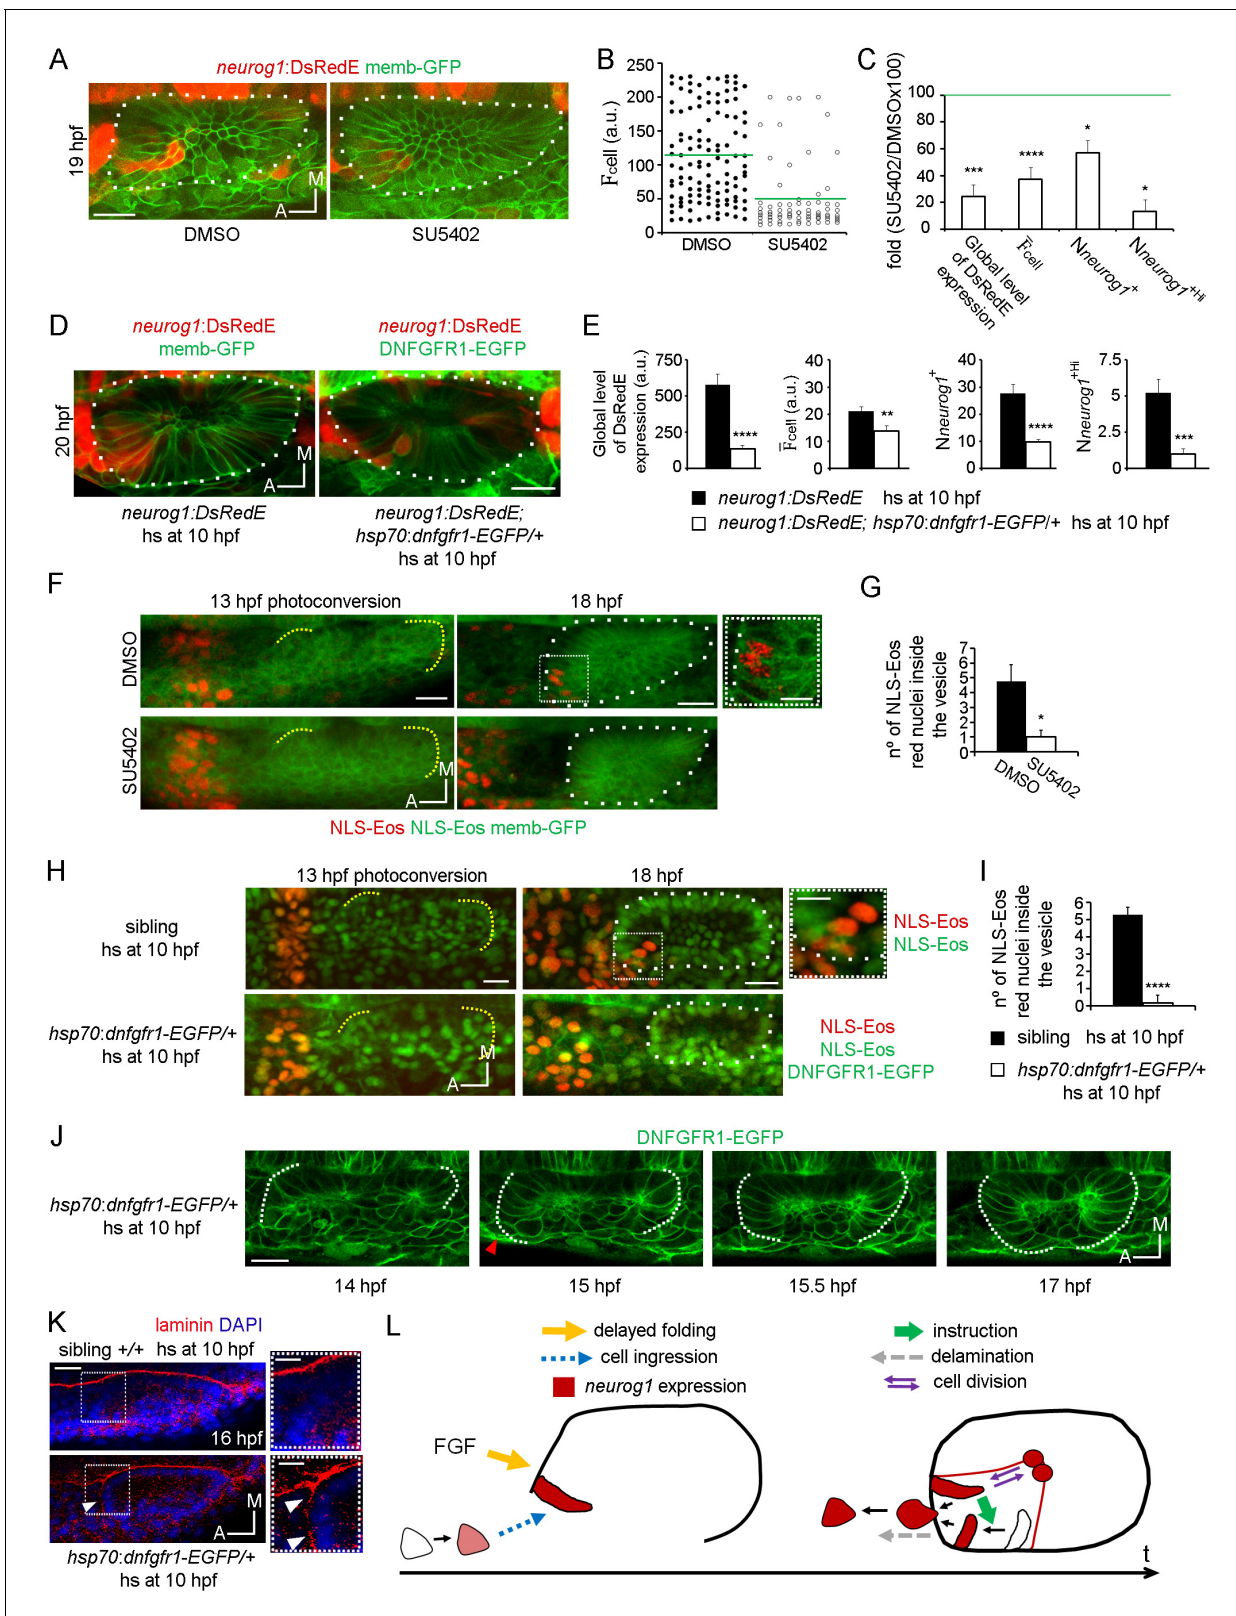 A
neurog1:DsRedE memb-GFP
19 hpf
M
A
DMSO
SU5402
B
F̅cell (a.u.)
250
200
150
100
50
0
DMSO
SU5402
C
fold (SU5402/DMSOx100)
100
80
60
40
20
0
***
****
*
*
Global level
of DsRedE
expression
F̅cell
Nneurog1+
Nneurog1+Hi
D
neurog1:DsRedE
memb-GFP
neurog1:DsRedE
DNFGFR1-EGFP
20 hpf
M
A
neurog1:DsRedE
hs at 10 hpf
neurog1:DsRedE;
hsp70:dnfgfr1-EGFP/+
hs at 10 hpf
E
Global level
of DsRedE
expression (a.u.)
750
500
250
0
****
F̅cell (a.u.)
40
30
20
10
0
**
Nneurog1+
40
30
20
10
0
****
Nneurog1+Hi
7.5
5
2.5
0
***
neurog1:DsRedE hs at 10 hpf
neurog1:DsRedE; hsp70:dnfgfr1-EGFP/+ hs at 10 hpf
F
13 hpf photoconversion
18 hpf
DMSO
SU5402
M
A
NLS-Eos NLS-Eos memb-GFP
G
nº of NLS-Eos
red nuclei inside
the vesicle
7
6
5
4
3
2
1
0
*
DMSO
SU5402
H
13 hpf photoconversion
18 hpf
sibling
hs at 10 hpf
NLS-Eos
NLS-Eos
hsp70:dnfgfr1-EGFP/+
hs at 10 hpf
M
A
NLS-Eos
NLS-Eos
DNFGFR1-EGFP
I
nº of NLS-Eos
red nuclei inside
the vesicle
6
5
4
3
2
1
0
****
sibling hs at 10 hpf
hsp70:dnfgfr1-EGFP/+
hs at 10 hpf
J
DNFGFR1-EGFP
hsp70:dnfgfr1-EGFP/+
hs at 10 hpf
M
A
14 hpf
15 hpf
15.5 hpf
17 hpf
K
laminin DAPI
sibling +/+ hs at 10 hpf
16 hpf
M
A
hsp70:dnfgfr1-EGFP/+
hs at 10 hpf
L
delayed folding
cell ingression
neurog1 expression
instruction
delamination
cell division
FGF
t